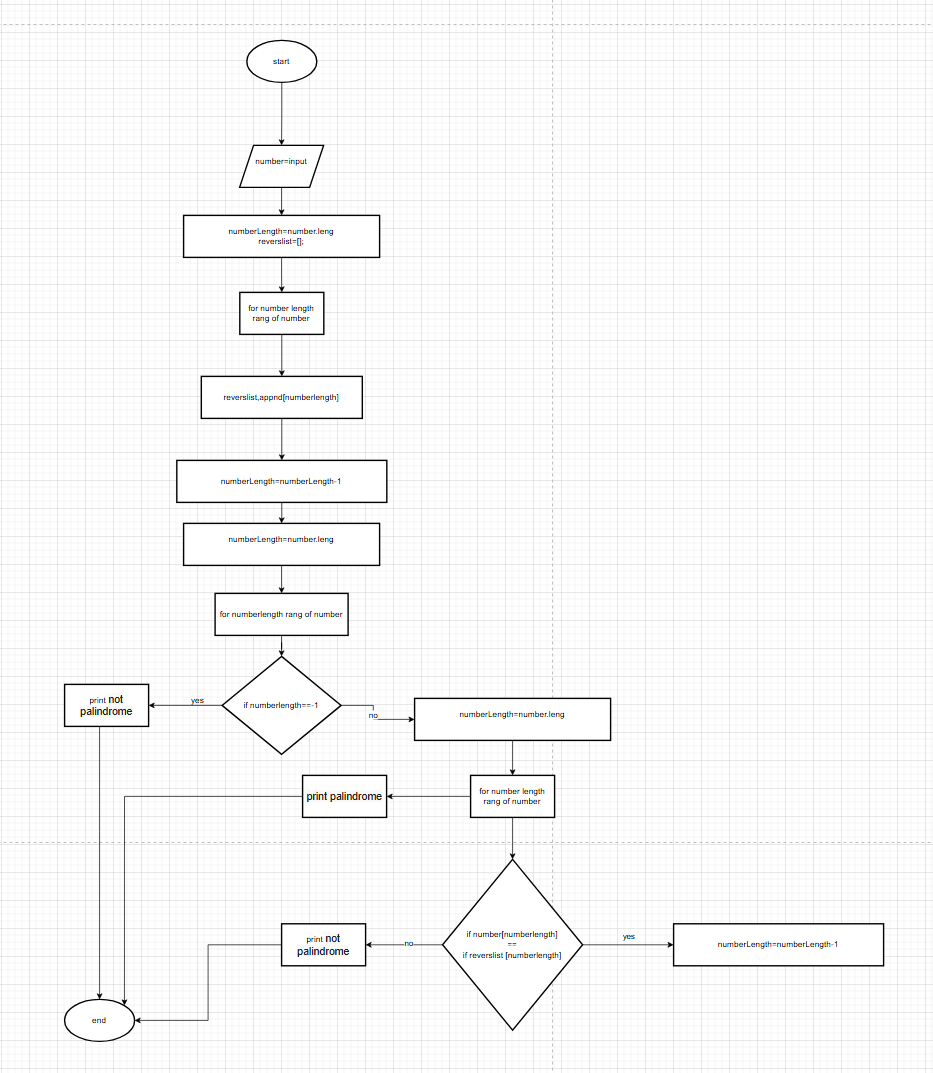 start
number=input
numberLength=number.leng
reverslist=[];
for number length
rang of number
reverslist,appnd[numberlength]
numberLength=numberLength-1
numberLength=number.leng
for numberlength rang of number
if numberlength==-1
yes
print not
palindrome
no
numberLength=number.leng
for number length
rang of number
print palindrome
if number[numberlength]
==
if reverslist [numberlength]
yes
numberLength=numberLength-1
no
print not
palindrome
end